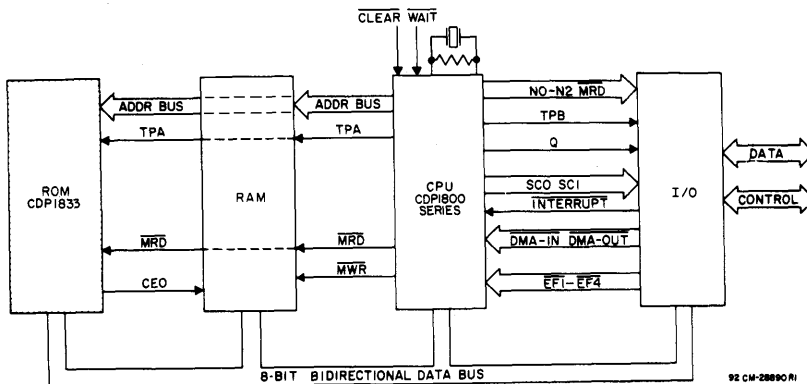 CLEAR WAIT
ADDR BUS
ADDR BUS
NO-N2 MRD
TPA
TPA
TPB
Q
DATA
ROM
CDP1833
RAM
CPU
CDP1800
SERIES
SCO SCI
I/O
CONTROL
INTERRUPT
MRD
MRD
DMA-IN DMA-OUT
MWR
CEO
EF1-EF4
8-BIT BIDIRECTIONAL DATA BUS
92 CM-28890 RI